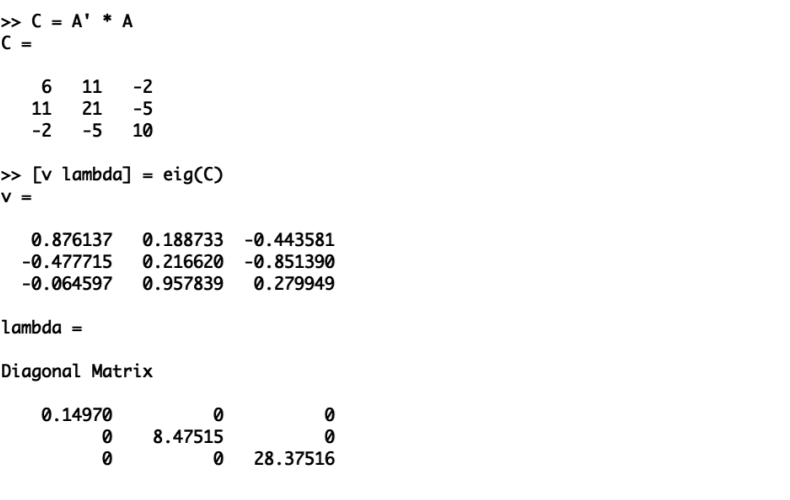 >> C = A' * A
C =
6 11 -2
11 21 -5
-2 -5 10
>> [v lambda] = eig(C)
v =
0.876137 0.188733 -0.443581
-0.477715 0.216620 -0.851390
-0.064597 0.957839 0.279949
lambda =
Diagonal Matrix
0.14970 0 0
0 8.47515 0
0 0 28.37516